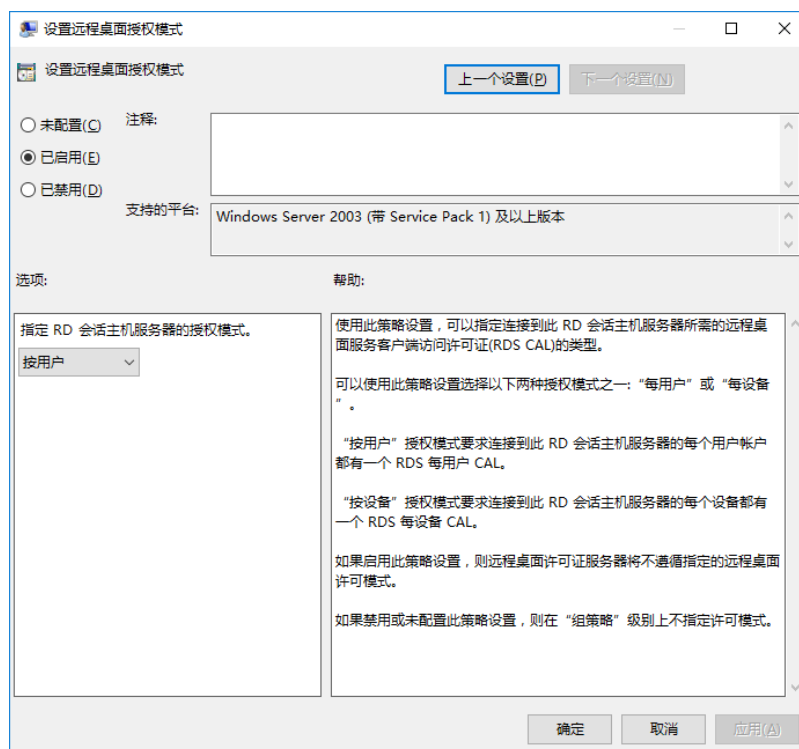 设置远程桌面授权模式
设置远程桌面授权模式
上一个设置(P)
下一个设置(N)
未配置(C)
注释:
已启用(E)
已禁用(D)
支持的平台:
Windows Server 2003 (带 Service Pack 1) 及以上版本
选项:
帮助:
指定 RD 会话主机服务器的授权模式。
按用户
使用此策略设置，可以指定连接到此 RD 会话主机服务器所需的远程桌
面服务客户端访问许可证(RDS CAL)的类型。
可以使用此策略设置选择以下两种授权模式之一:“每用户”或“每设备
”。
“按用户”授权模式要求连接到此 RD 会话主机服务器的每个用户帐户
都有一个 RDS 每用户 CAL。
“按设备”授权模式要求连接到此 RD 会话主机服务器的每个设备都有
一个 RDS 每设备 CAL。
如果启用此策略设置，则远程桌面许可证服务器将不遵循指定的远程桌面
许可模式。
如果禁用或未配置此策略设置，则在“组策略”级别上不指定许可模式。
确定
取消
应用(A)